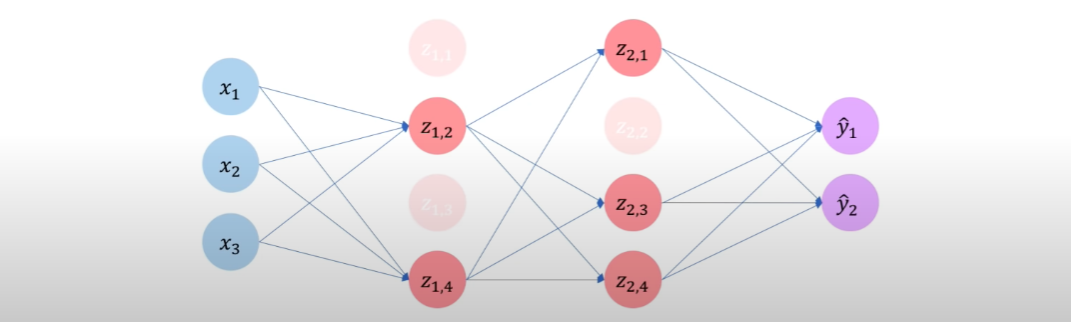 x₁
x₂
x₃
z₁,₁
z₁,₂
z₁,₃
z₁,₄
z₂,₁
z₂,₂
z₂,₃
z₂,₄
ŷ₁
ŷ₂